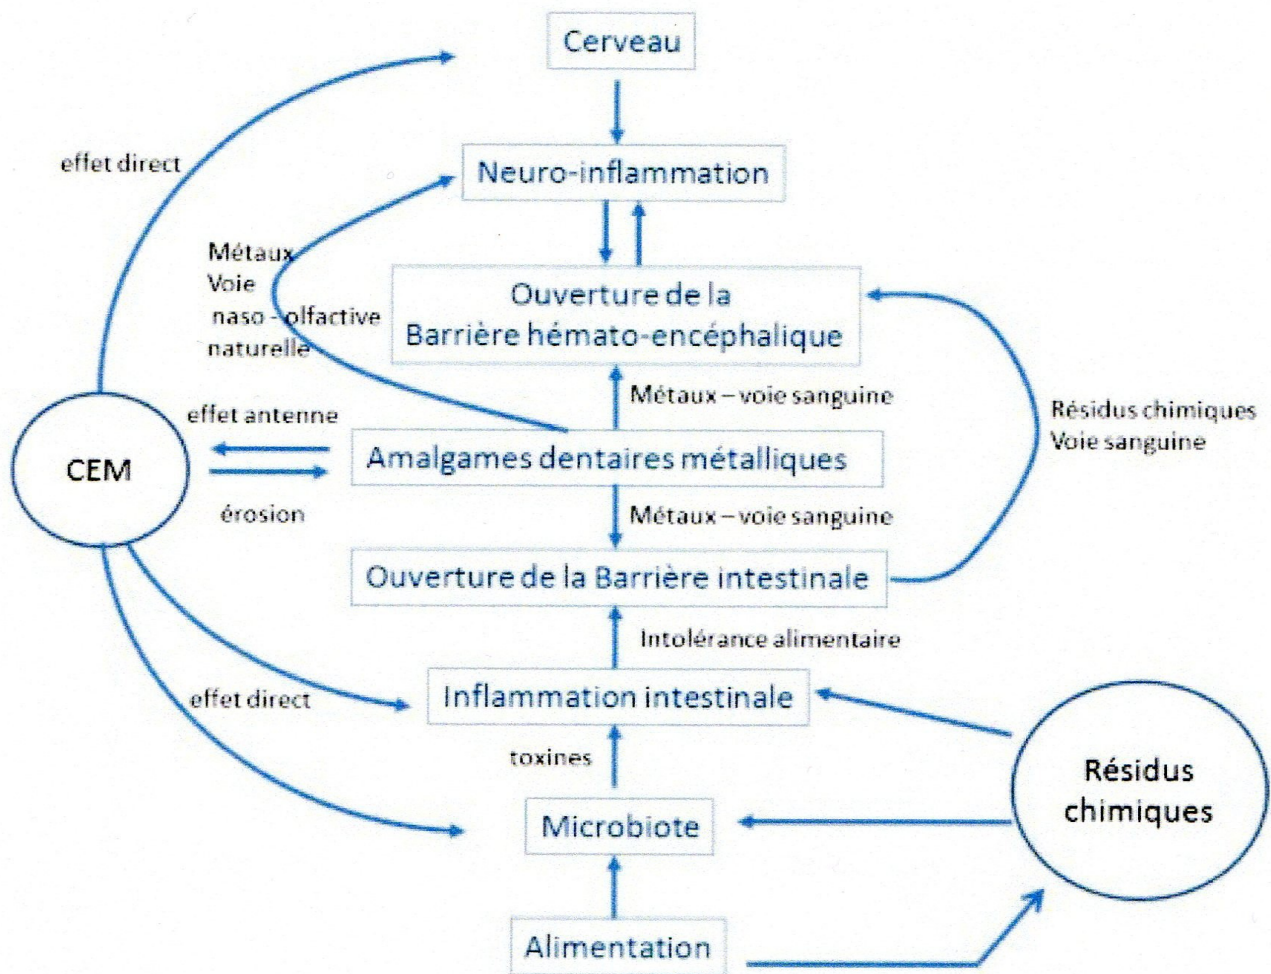 Cerveau
effet direct
Neuro-inflammation
Métaux
Voie
naso - olfactive
naturelle
Ouverture de la
Barrière hémato-encéphalique
Métaux – voie sanguine
Résidus chimiques
Voie sanguine
effet antenne
CEM
Amalgames dentaires métalliques
érosion
Métaux – voie sanguine
Ouverture de la Barrière intestinale
Intolérance alimentaire
effet direct
Inflammation intestinale
toxines
Résidus
chimiques
Microbiote
Alimentation